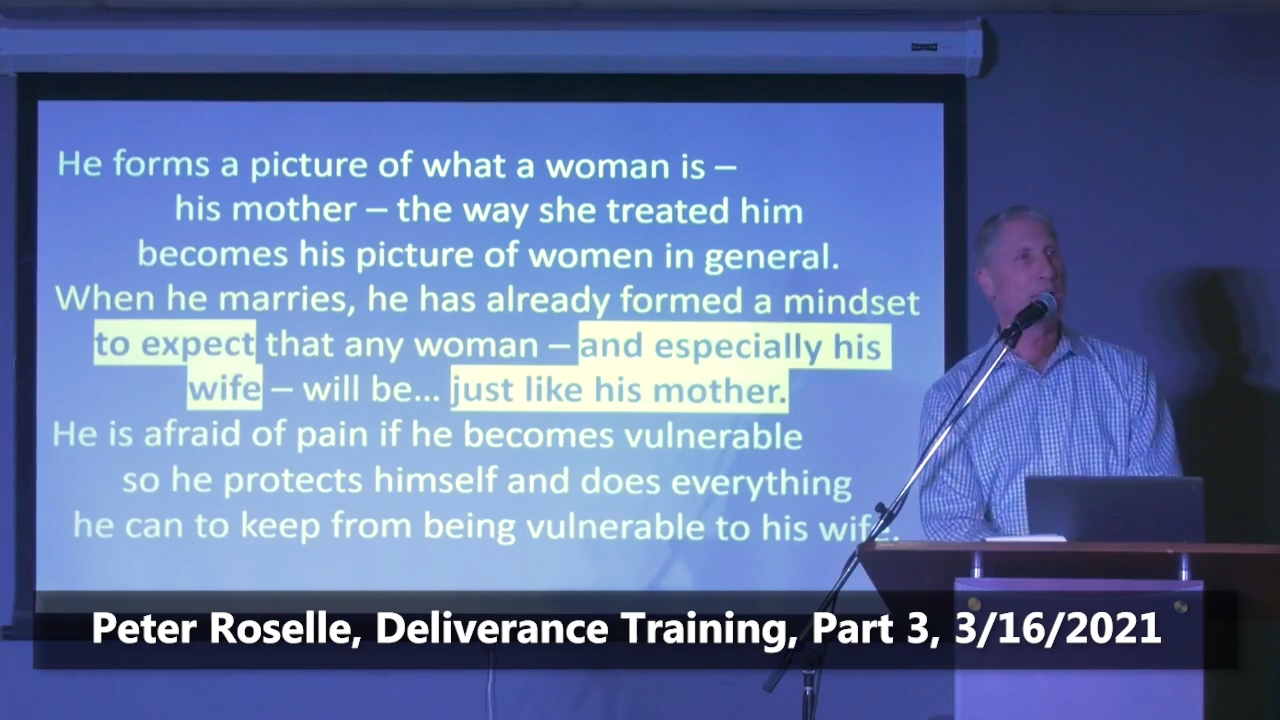 He forms a picture of what a woman is –
his mother – the way she treated him
becomes his picture of women in general.
When he marries, he has already formed a mindset
to expect that any woman – and especially his
wife – will be... just like his mother.
He is afraid of pain if he becomes vulnerable
so he protects himself and does everything
he can to keep from being vulnerable to his wife.
Peter Roselle, Deliverance Training, Part 3, 3/16/2021